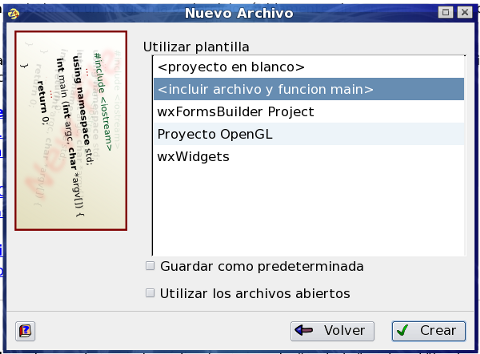 Nuevo Archivo
Utilizar plantilla
<proyecto en blanco>
<incluir archivo y funcion main>
wxFormsBuilder Project
Proyecto OpenGL
wxWidgets
Guardar como predeterminada
Utilizar los archivos abiertos
Volver
Crear
#include <iostream>
using namespace std;
int main (int argc, char *argv[]) {
return 0;
}